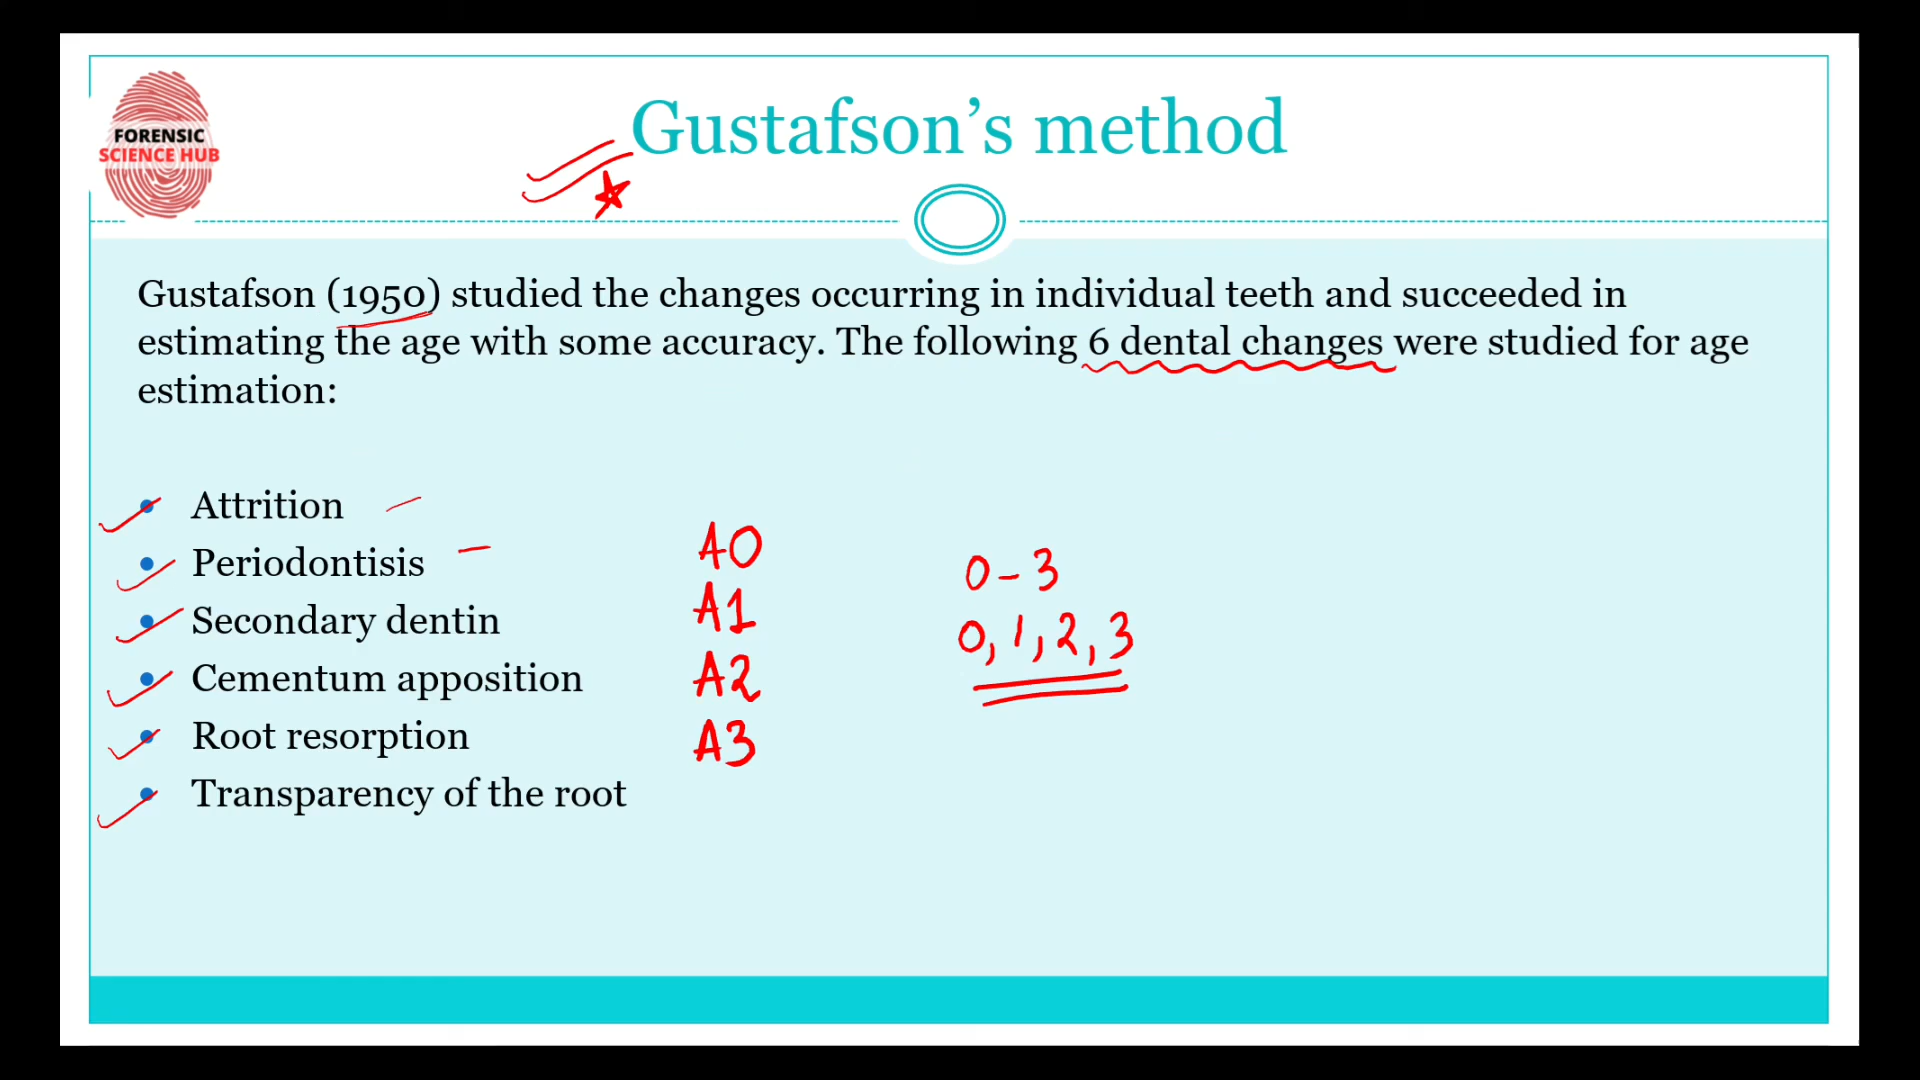 FORENSIC
SCIENCE HUB
Gustafson's method
Gustafson (1950) studied the changes occurring in individual teeth and succeeded in
estimating the age with some accuracy. The following 6 dental changes were studied for age
estimation:
• Attrition
• Periodontisis
• Secondary dentin
• Cementum apposition
• Root resorption
• Transparency of the root
A0
A1
A2
A3
0-3
0, 1, 2, 3